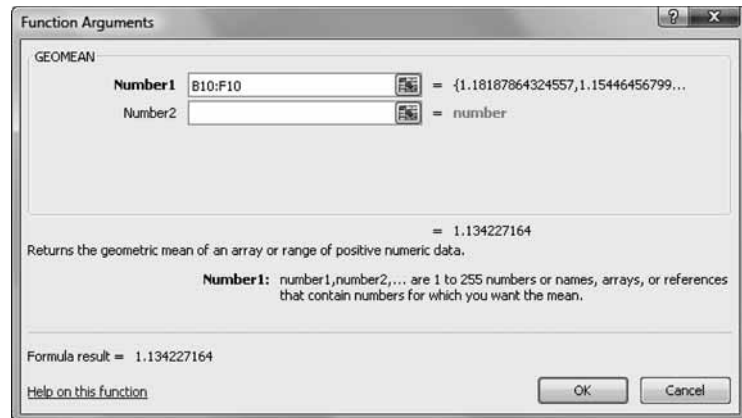 Function Arguments
GEOMEAN
Number1 B10:F10 = {1.18187864324557,1.15446456799...
Number2 = number
= 1.134227164
Returns the geometric mean of an array or range of positive numeric data.
Number1: number1,number2,... are 1 to 255 numbers or names, arrays, or references
that contain numbers for which you want the mean.
Formula result = 1.134227164
Help on this function OK Cancel